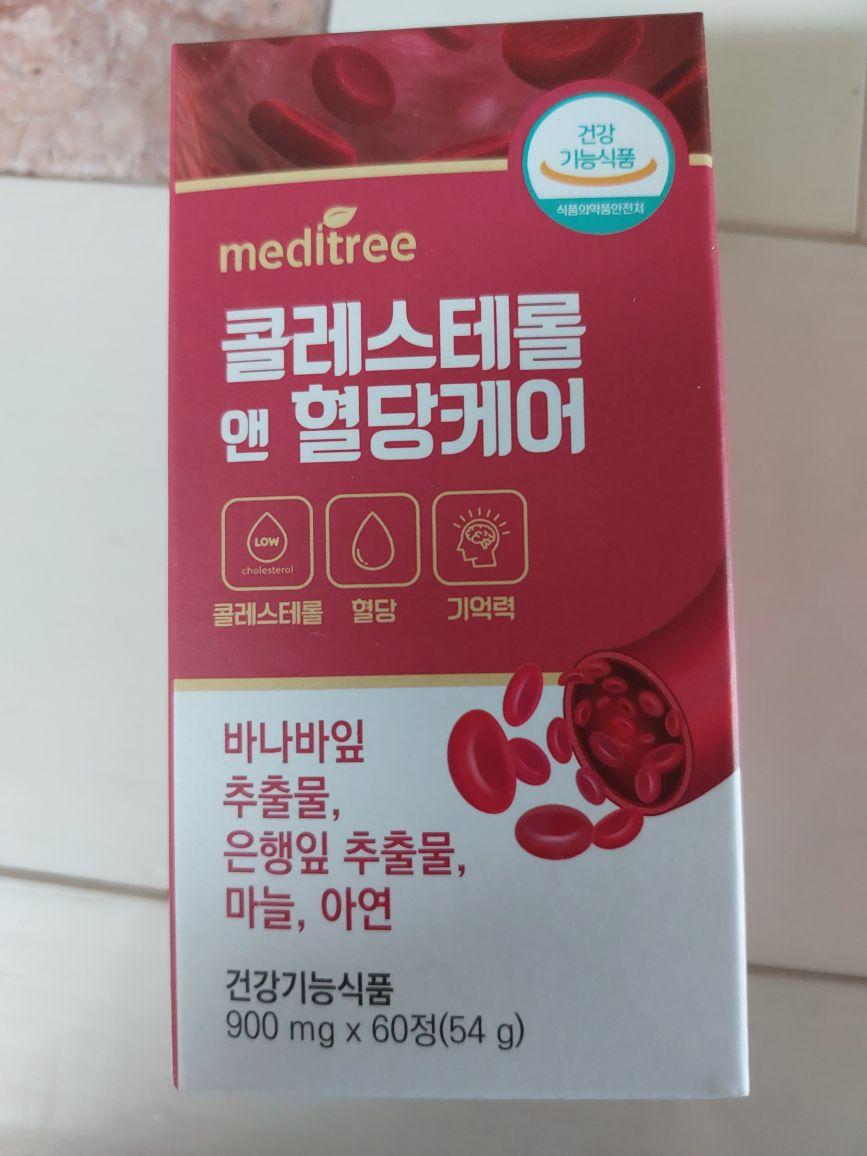 건강
기능식품
식품의약품안전처
meditree
콜레스테롤
앤 혈당케어
LOW
cholesterol
콜레스테롤 혈당 기억력
바나바잎
추출물,
은행잎 추출물,
마늘, 아연
건강기능식품
900 mg x 60정(54 g)